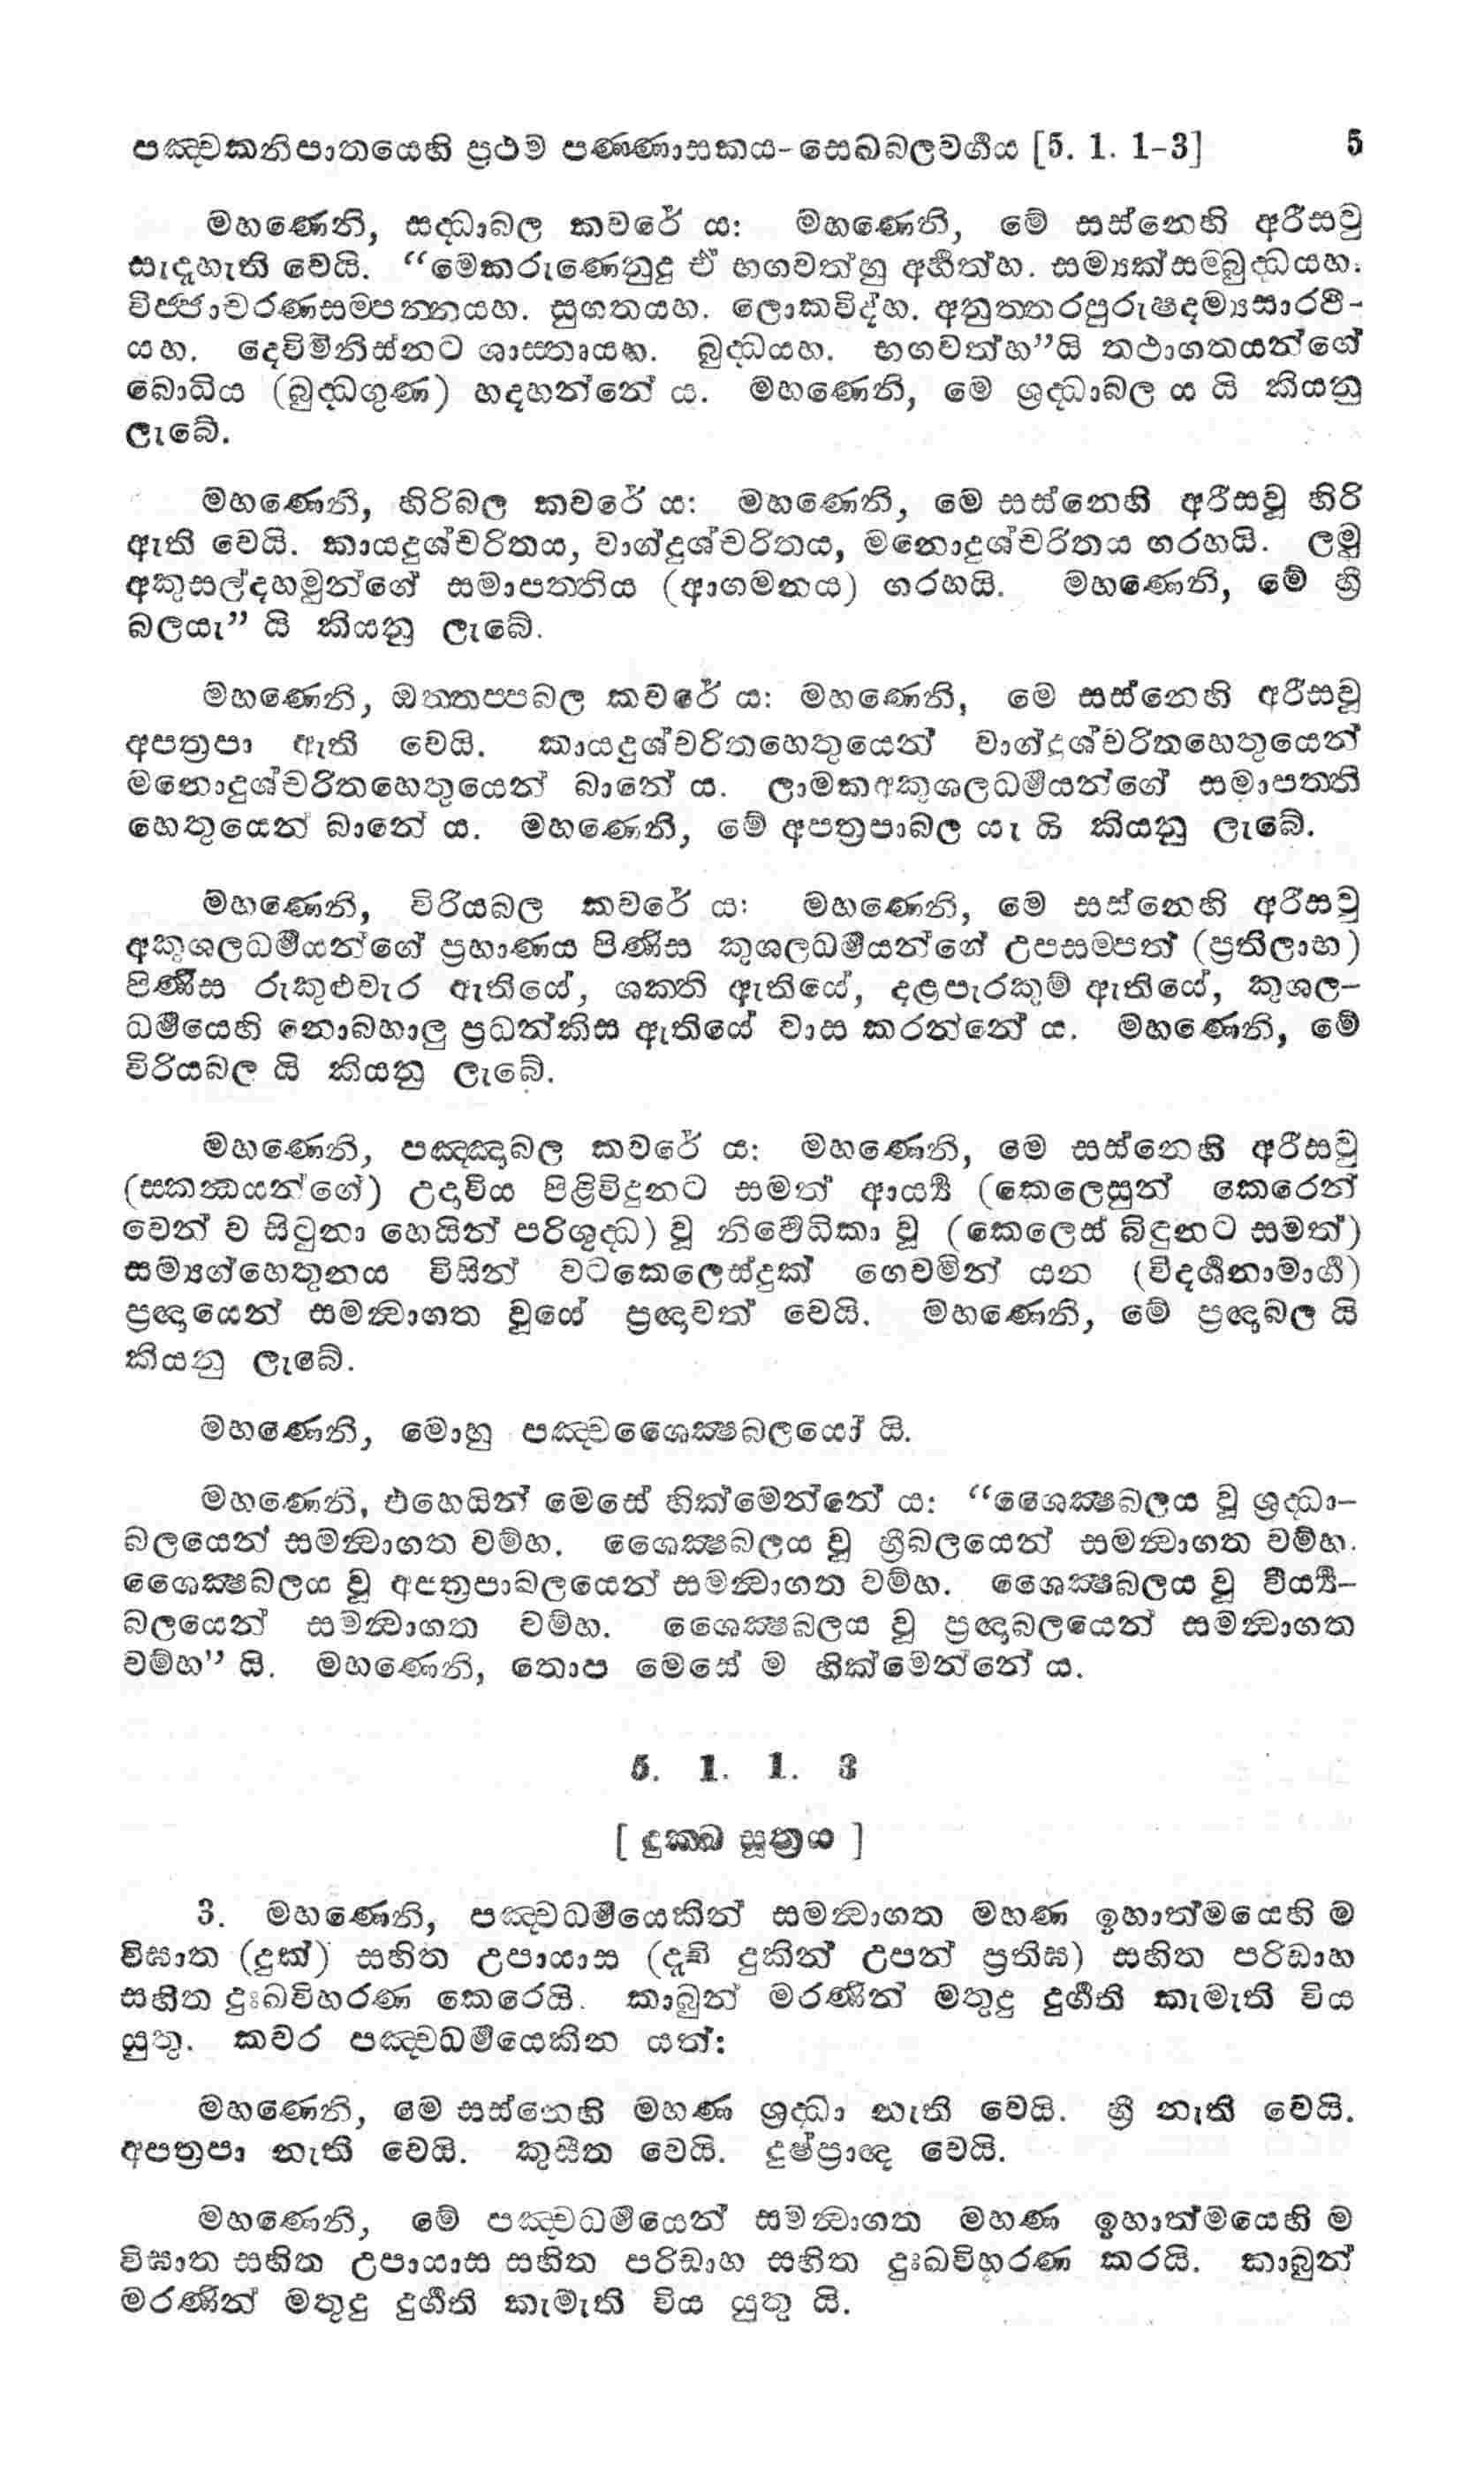 පඤ්චකනිපාතයෙහි ප්‍රථම පණ්ණාසකය-සෙඛබලවර්‍ගය [5. 1. 1-3] 5
මහණෙනි, සද්ධාබල කවරේ ය: මහණෙනි, මේ සස්නෙහි අරීසවු
සැදැහැති වෙයි. “මෙකරුණෙනුදු ඒ භගවත්හු අර්‍හත්හ. සම්‍යක්සම්බුද්ධයහ.
විජ්ජාචරණසම්පන්නයහ. සුගතයහ. ලොකවිද්හ. අනුත්තරපුරුෂදම්‍යසාරථි-
යහ. දෙව්මිනිස්නට ශාස්තෘයහ. බුද්ධයහ. භගවත්හ”යි තථාගතයන්ගේ
බොධිය (බුද්ධගුණ) හදහන්නේ ය. මහණෙනි, මෙ ශ්‍රද්ධාබල ය යි කියනු
ලැබේ.
මහණෙනි, හිරිබල කවරේ ය: මහණෙනි, මෙ සස්නෙහි අරීසවූ හිරි
ඇති වෙයි. කායදුශ්චරිතය, වාග්දුශ්චරිතය, මනොදුශ්චරිතය ගරහයි. ලමු
අකුසල්දහමුන්ගේ සමාපත්තිය (ආගමනය) ගරහයි. මහණෙනි, මේ හ්‍රී
බලයැ” යි කියනු ලැබේ.
මහණෙනි, ඔත්තප්පබල කවරේ ය: මහණෙනි, මෙ සස්නෙහි අරීසවූ
අපත්‍රපා ඇති වෙයි. කායදුශ්චරිතහෙතුයෙන් වාග්දුශ්චරිතහෙතුයෙන්
මනොදුශ්චරිතහෙතුයෙන් බානේ ය. ලාමකඅකුශලධර්‍මයන්ගේ සමාපත්ති
හෙතුයෙන් බානේ ය. මහණෙනි, මේ අපත්‍රපාබල යැ යි කියනු ලැබේ.
මහණෙනි, විරියබල කවරේ ය: මහණෙනි, මෙ සස්නෙහි අරීසවු
අකුශලධර්‍මයන්ගේ ප්‍රහාණය පිණිස කුශලධර්‍මයන්ගේ උපසම්පත් (ප්‍රතිලාභ)
පිණිස රුකුළුවැර ඇතියේ, ශක්ති ඇතියේ, දළපැරකුම් ඇතියේ, කුශල-
ධර්‍මයෙහි නොබහාලු ප්‍රධන්කිස ඇතියේ වාස කරන්නේ ය. මහණෙනි, මේ
විරියබල යි කියනු ලැබේ.
මහණෙනි, පඤ්ඤාබල කවරේ ය: මහණෙනි, මෙ සස්නෙහි අරීසවු
(ස්කන්‍ධයන්ගේ) උදාවිය පිළිවිදුනට සමත් ආර්‍ය්‍ය (කෙලෙසුන් කෙරෙන්
වෙන් ව සිටුනා හෙයින් පරිශුද්ධ) වූ නිර්‍වෙධිකා වූ (කෙලෙස් බිඳුනට සමත්)
සම්‍යග්හෙතුනය විසින් වටකෙලෙස්දුක් ගෙවමින් යන (විදර්‍ශනාමාර්‍ග)
ප්‍රඥායෙන් සමන්‍වාගත වූයේ ප්‍රඥාවත් වෙයි. මහණෙනි, මේ ප්‍රඥාබල යි
කියනු ලැබේ.
මහණෙනි, මොහු පඤ්චශෛක්‍ෂබලයෝ යි.
මහණෙනි, එහෙයින් මෙසේ හික්මෙන්නේ ය: “ශෛක්‍ෂබලය වූ ශ්‍රද්ධා-
බලයෙන් සමන්‍වාගත වම්හ. ශෛක්‍ෂබලය වූ හ්‍රීබලයෙන් සමන්‍වාගත වම්හ.
ශෛක්‍ෂබලය වූ අපත්‍රපාබලයෙන් සමන්‍වාගත වම්හ. ශෛක්‍ෂබලය වූ වීර්‍ය්‍ය-
බලයෙන් සමන්‍වාගත වම්හ. ශෛක්‍ෂබලය වූ ප්‍රඥාබලයෙන් සමන්‍වාගත
වම්හ” යි. මහණෙනි, තොප මෙසේ ම හික්මෙන්නේ ය.
5. 1. 1. 3
[ දුක්ඛ සූත්‍රය ]
3. මහණෙනි, පඤ්චධර්‍මයෙකින් සමන්‍වාගත මහණ ඉහාත්මයෙහි ම
විඝාත (දුක්) සහිත උපායාස (දැඩි දුකින් උපන් ප්‍රතිඝ) සහිත පරිඩාහ
සහිත දුඃඛවිහරණ කෙරෙයි. කාබුන් මරණින් මතුදු දුර්‍ගති කැමැති විය
යුතු. කවර පඤ්චධර්‍මයෙකින යත්:
මහණෙනි, මෙ සස්නෙහි මහණ ශ්‍රද්ධා නැති වෙයි. හ්‍රී නැති වෙයි.
අපත්‍රපා නැති වෙයි. කුසීත වෙයි. දුෂ්ප්‍රාඥ වෙයි.
මහණෙනි, මේ පඤ්චධර්‍මයෙන් සමන්‍වාගත මහණ ඉහාත්මයෙහි ම
විඝාත සහිත උපායාස සහිත පරිඩාහ සහිත දුඃඛවිහරණ කරයි. කාබුන්
මරණින් මතුදු දුර්‍ගති කැමැති විය යුතු යි.